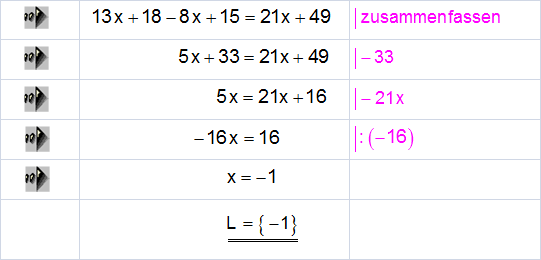 13x + 18 – 8x + 15 = 21x + 49 | zusammenfassen
5x + 33 = 21x + 49 | – 33
5x = 21x + 16 | – 21x
–16x = 16 | : (–16)
x = –1
L = { –1}